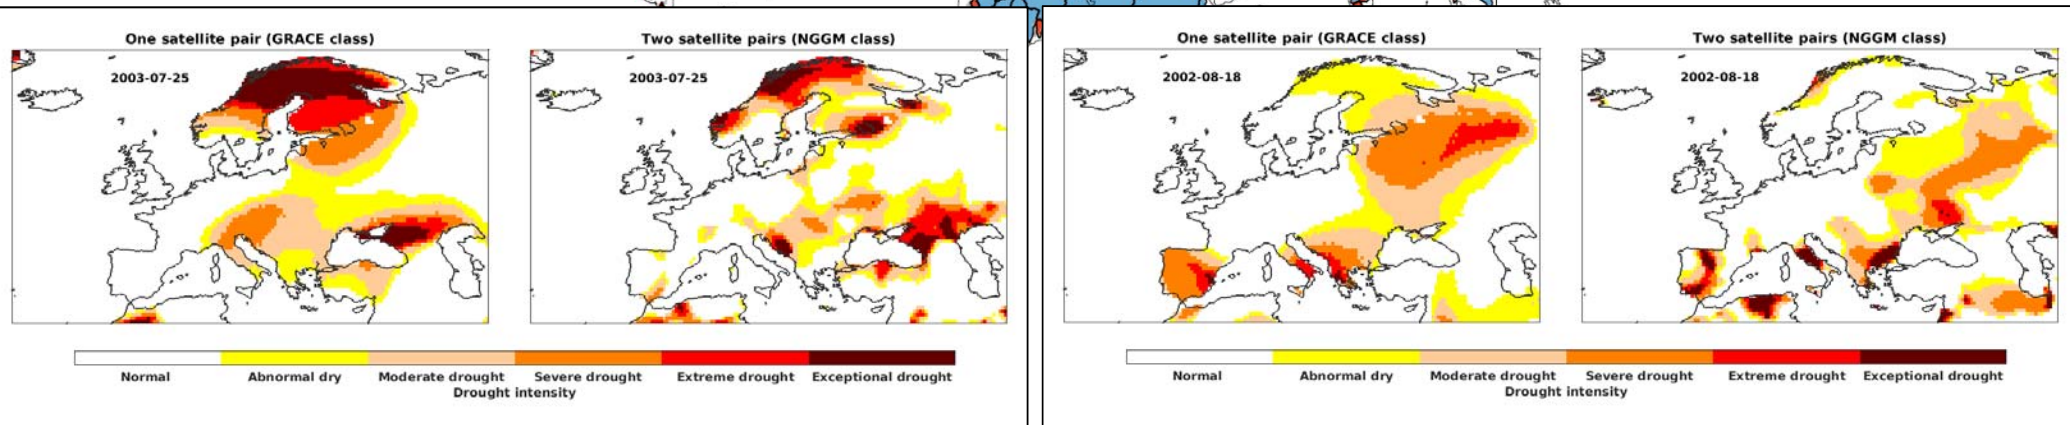 One satellite pair (GRACE class)
2003-07-25
Two satellite pairs (NGGM class)
2003-07-25
Normal
Abnormal dry
Moderate drought
Severe drought
Extreme drought
Exceptional drought
Drought intensity
One satellite pair (GRACE class)
2002-08-18
Two satellite pairs (NGGM class)
2002-08-18
Normal
Abnormal dry
Moderate drought
Severe drought
Extreme drought
Exceptional drought
Drought intensity